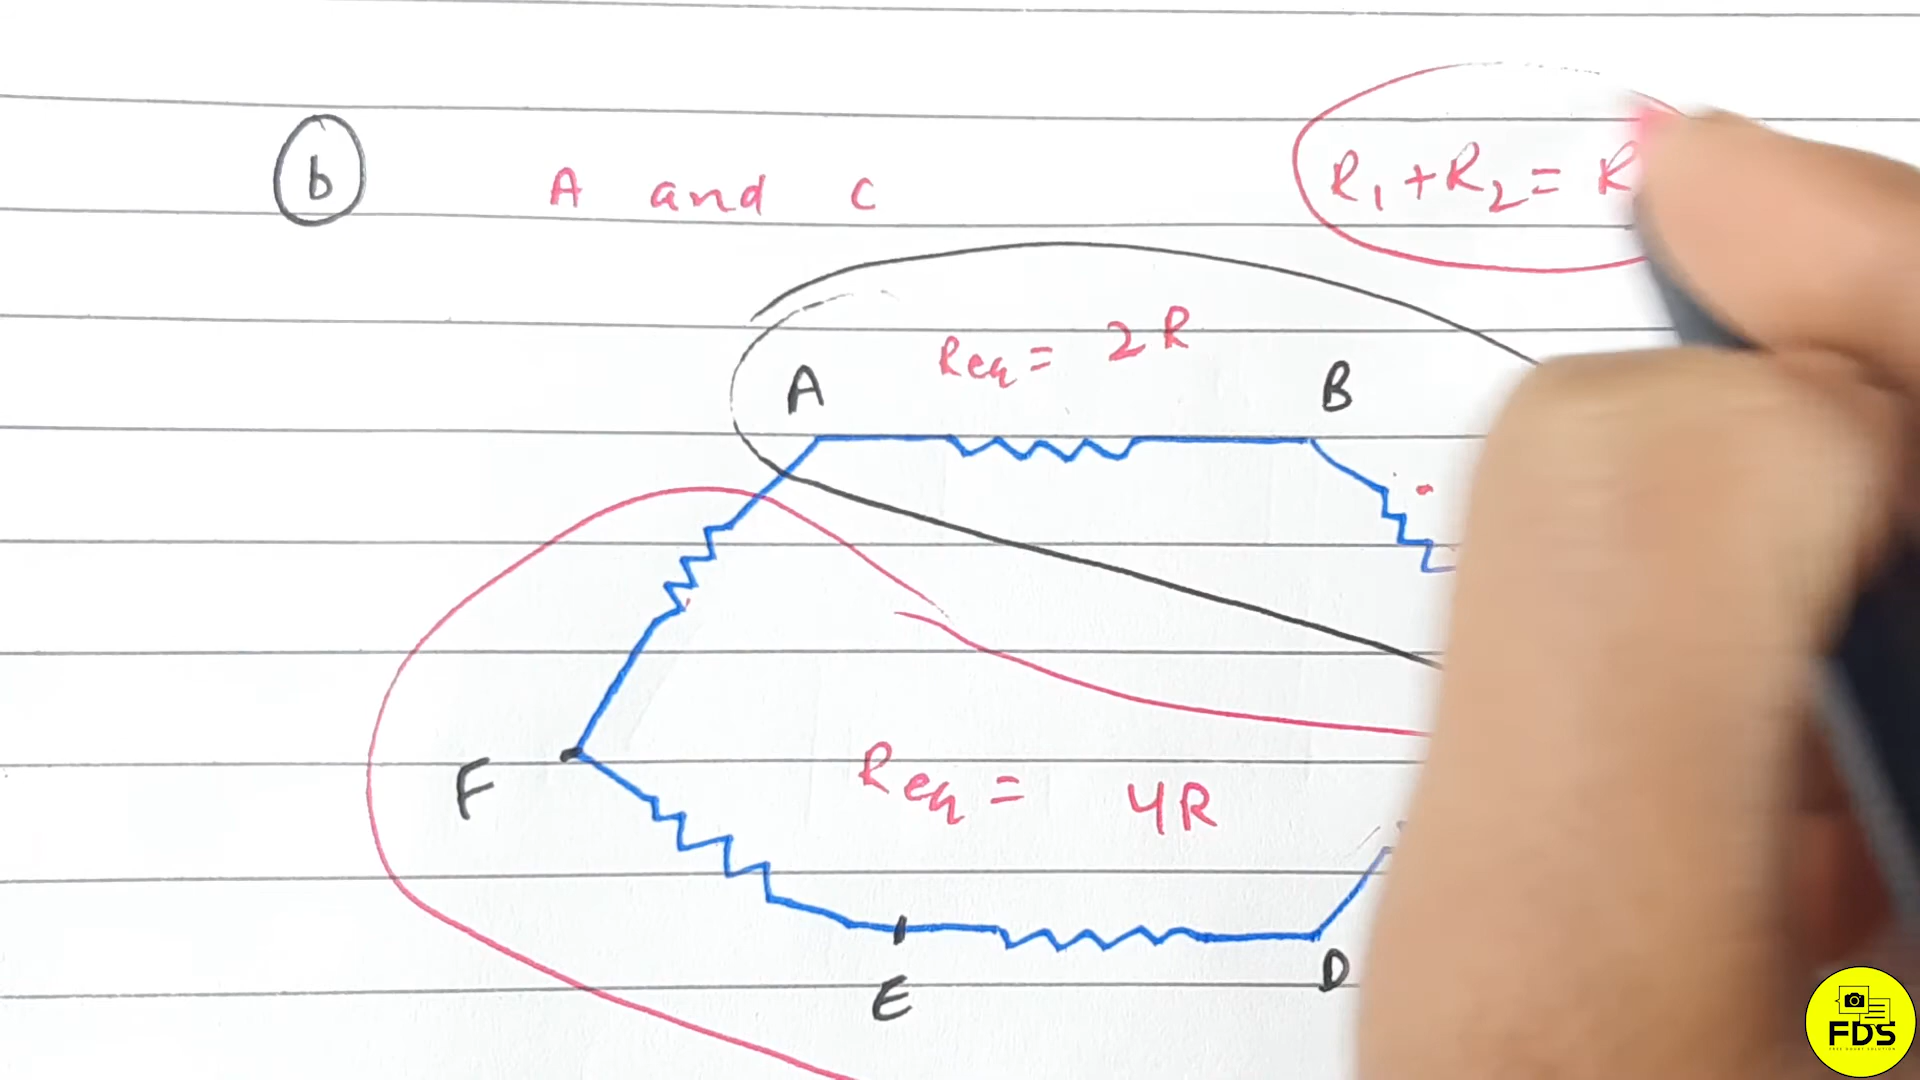 b A and C R₁+R₂= R
Req = 2R
A B
F Req = 4R
E D
FDS